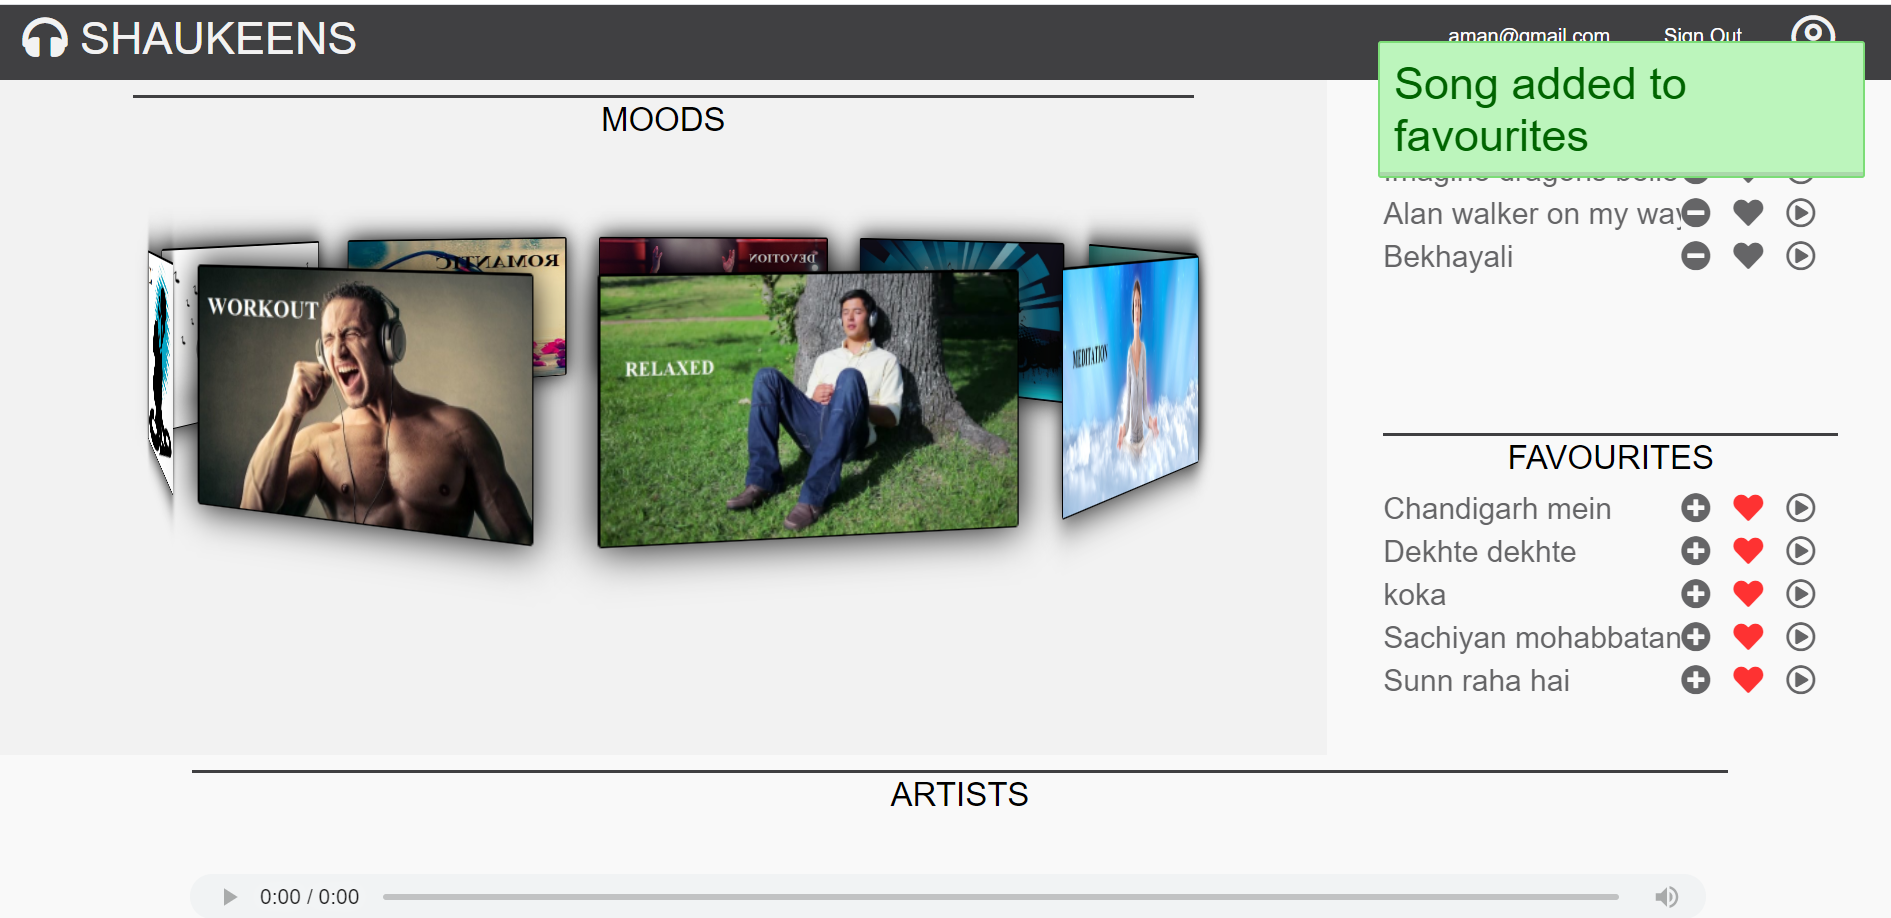 SHAUKEENS
aman@gmail.com
Sign Out
Song added to
favourites
MOODS
ROMANTIC
DEVOTION
WORKOUT
RELAXED
MEDITATION
Imagine dragons
Alan walker on my way
Bekhayali
FAVOURITES
Chandigarh mein
Dekhte dekhte
koka
Sachiyan mohabbatan
Sunn raha hai
ARTISTS
0:00 / 0:00